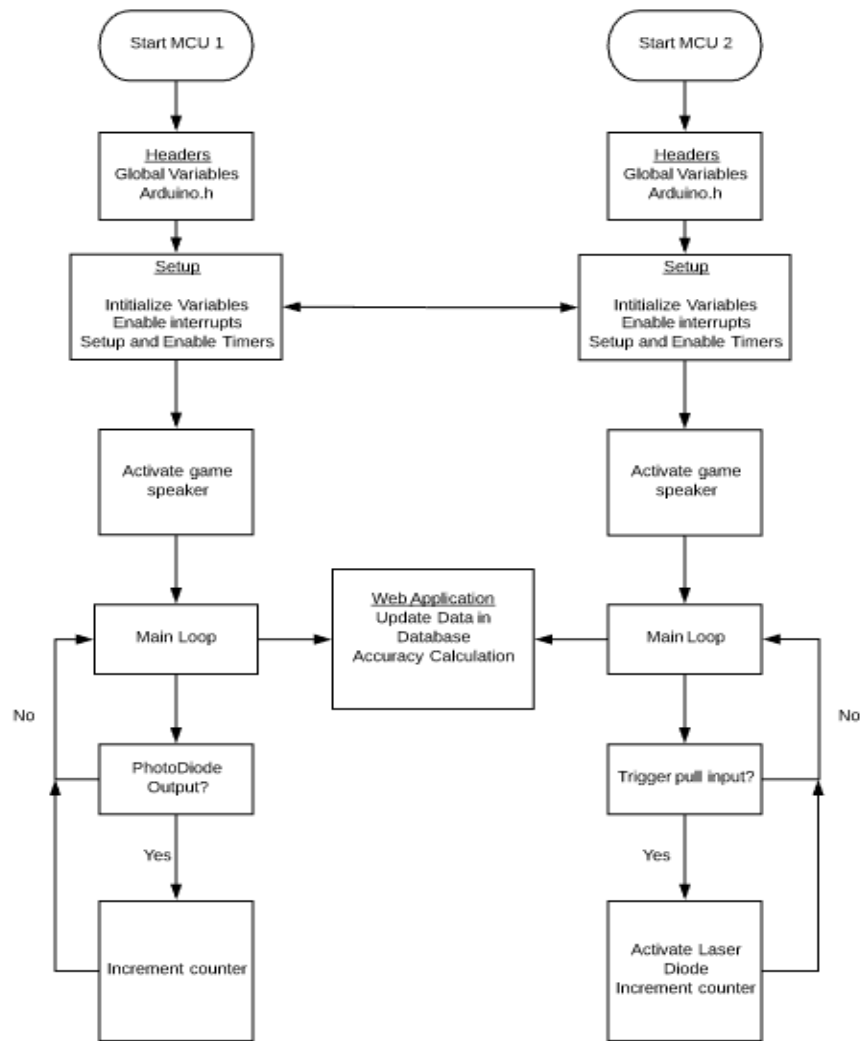 Start MCU 1
Start MCU 2
Headers
Global Variables
Arduino.h
Headers
Global Variables
Arduino.h
Setup
Intitialize Variables
Enable interrupts
Setup and Enable Timers
Setup
Intitialize Variables
Enable interrupts
Setup and Enable Timers
Activate game
speaker
Activate game
speaker
Main Loop
Web Application
Update Data in
Database
Accuracy Calculation
Main Loop
No
No
PhotoDiode
Output?
Trigger pull input?
Yes
Yes
Increment counter
Activate Laser
Diode
Increment counter